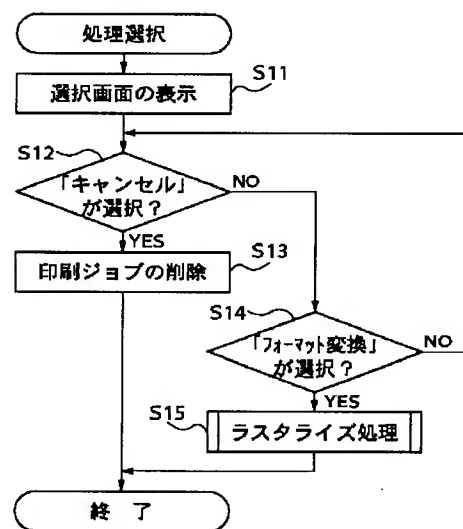 処理選択
S11
選択画面の表示
S12
「キャンセル」
が選択？
NO
YES
S13
印刷ジョブの削除
S14
「フォーマット変換」
が選択？
NO
YES
S15
ラスタライズ処理
終 了